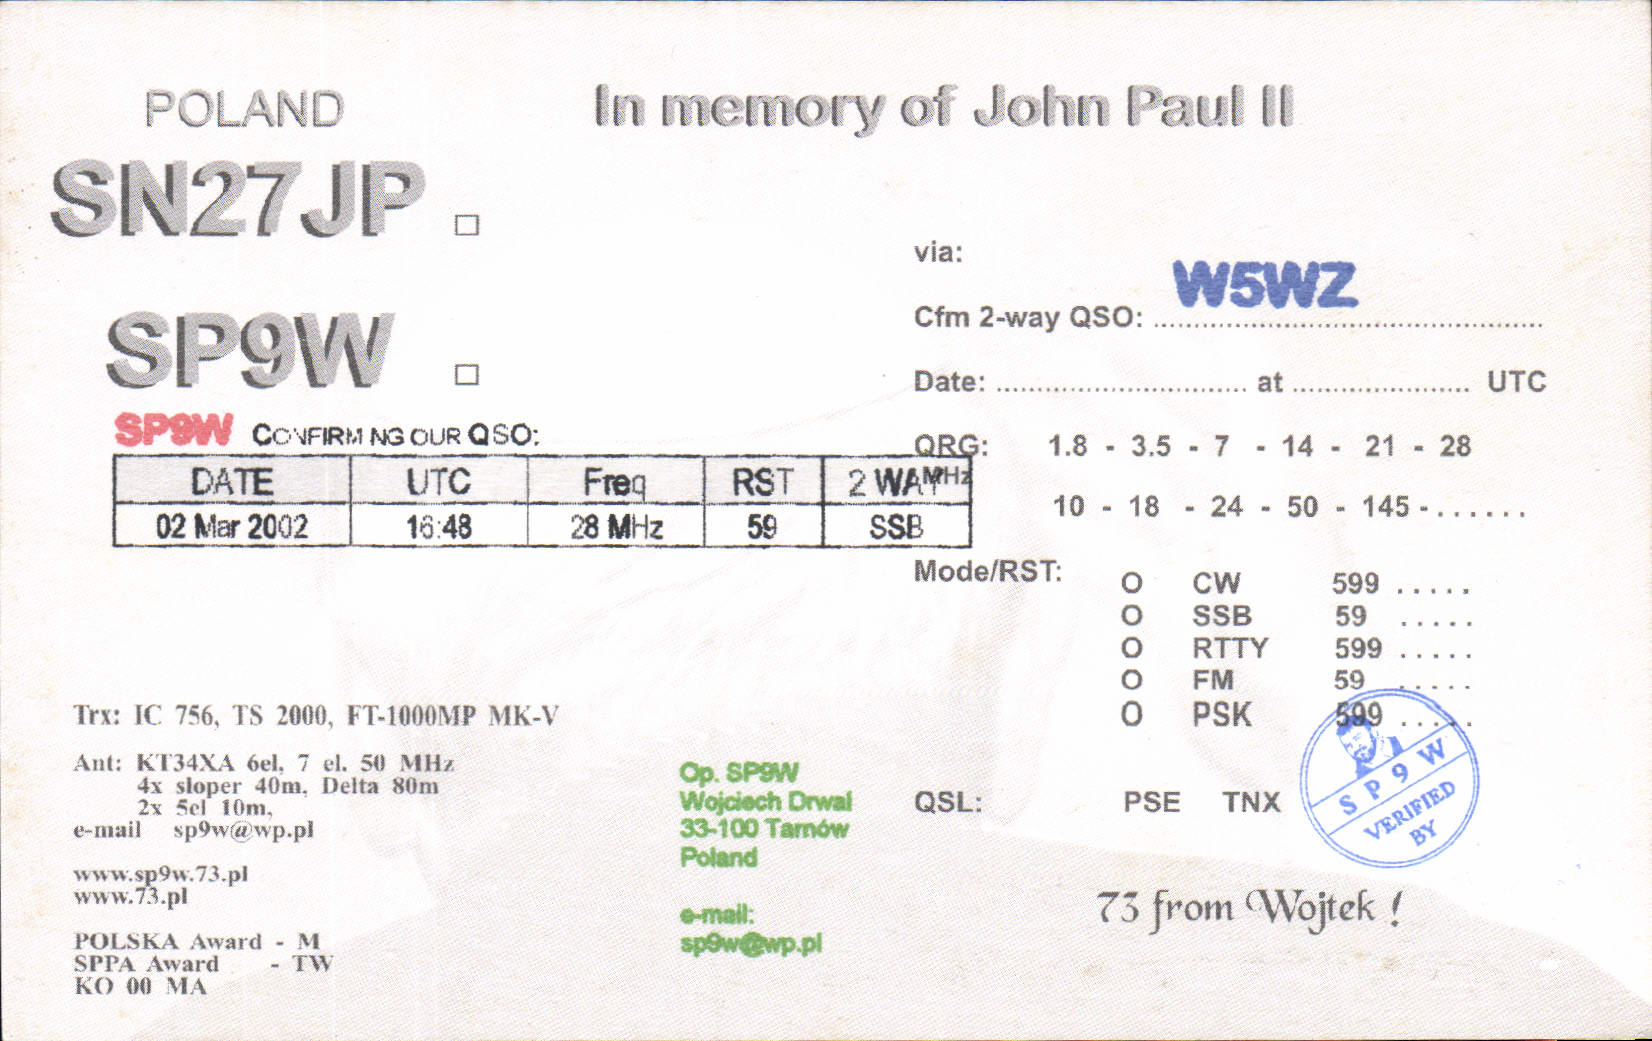 POLAND
In memory of John Paul II
SN27JP
SP9W
via:
W5WZ
Cfm 2-way QSO: ................................................
Date: ............................... at ...................... UTC
SP9W CONFIRMING OUR QSO:
DATE UTC Freq RST 2 WAY
02 Mar 2002 16:48 28 MHz 59 SSB
QRG: 1.8 - 3.5 - 7 - 14 - 21 - 28
MHz
10 - 18 - 24 - 50 - 145 - ......
Mode/RST:
O CW 599 .....
O SSB 59 .....
O RTTY 599 .....
O FM 59 .....
O PSK 599 .....
Trx: IC 756, TS 2000, FT-1000MP MK-V
Ant: KT34XA 6el, 7 el. 50 MHz
4x sloper 40m, Delta 80m
2x 5el 10m,
e-mail sp9w@wp.pl
www.sp9w.73.pl
www.73.pl
POLSKA Award - M
SPPA Award - TW
KO 00 MA
Op. SP9W
Wojciech Drwal
33-100 Tarnów
Poland
e-mail:
sp9w@wp.pl
QSL: PSE TNX
SP9W
VERIFIED
BY
73 from Wojtek !